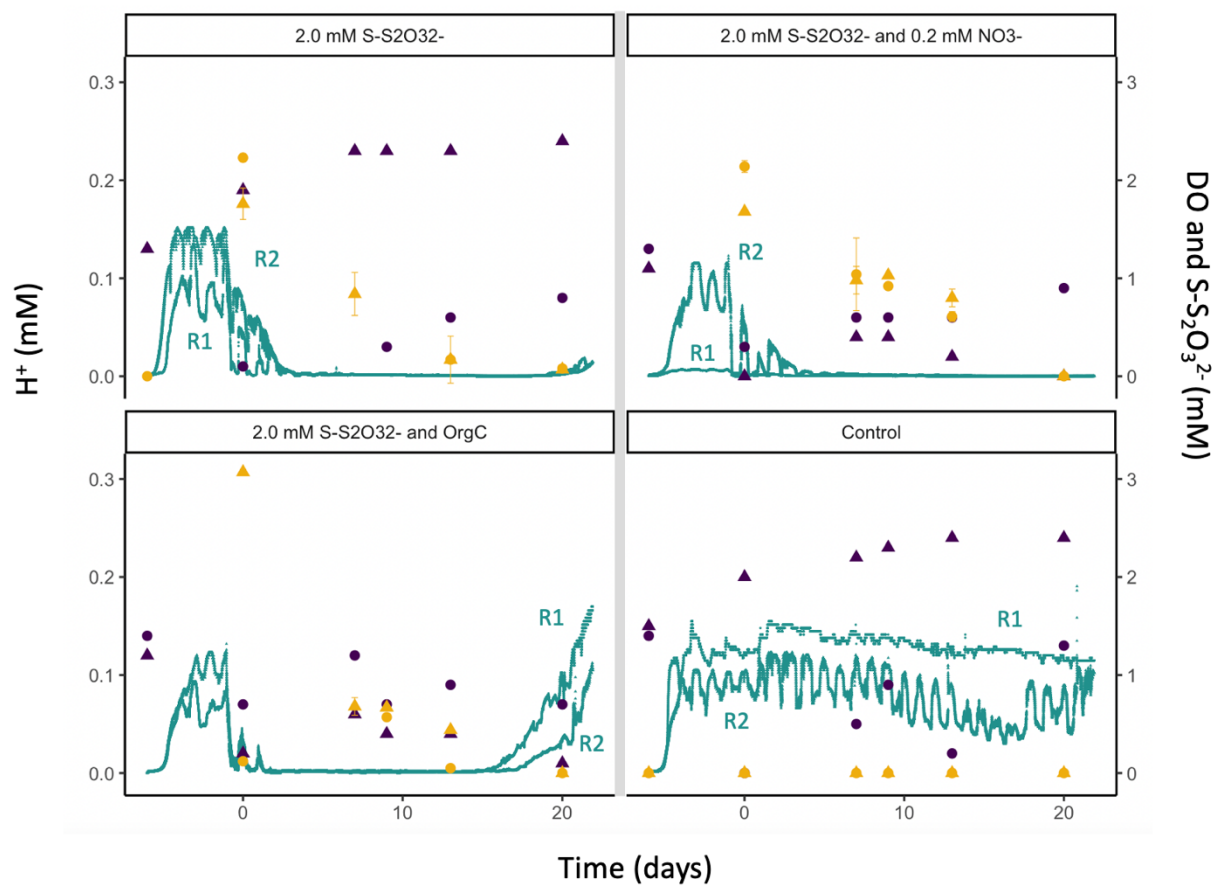 2.0 mM S-S2O32-
2.0 mM S-S2O32- and 0.2 mM NO3-
0.3
0.2
0.1
0.0
R2
R1
R2
R1
3
2
1
0
H⁺ (mM)
DO and S-S₂O₃²⁻ (mM)
2.0 mM S-S2O32- and OrgC
Control
0.3
0.2
0.1
0.0
R1
R2
R1
R2
3
2
1
0
0
10
20
0
10
20
Time (days)